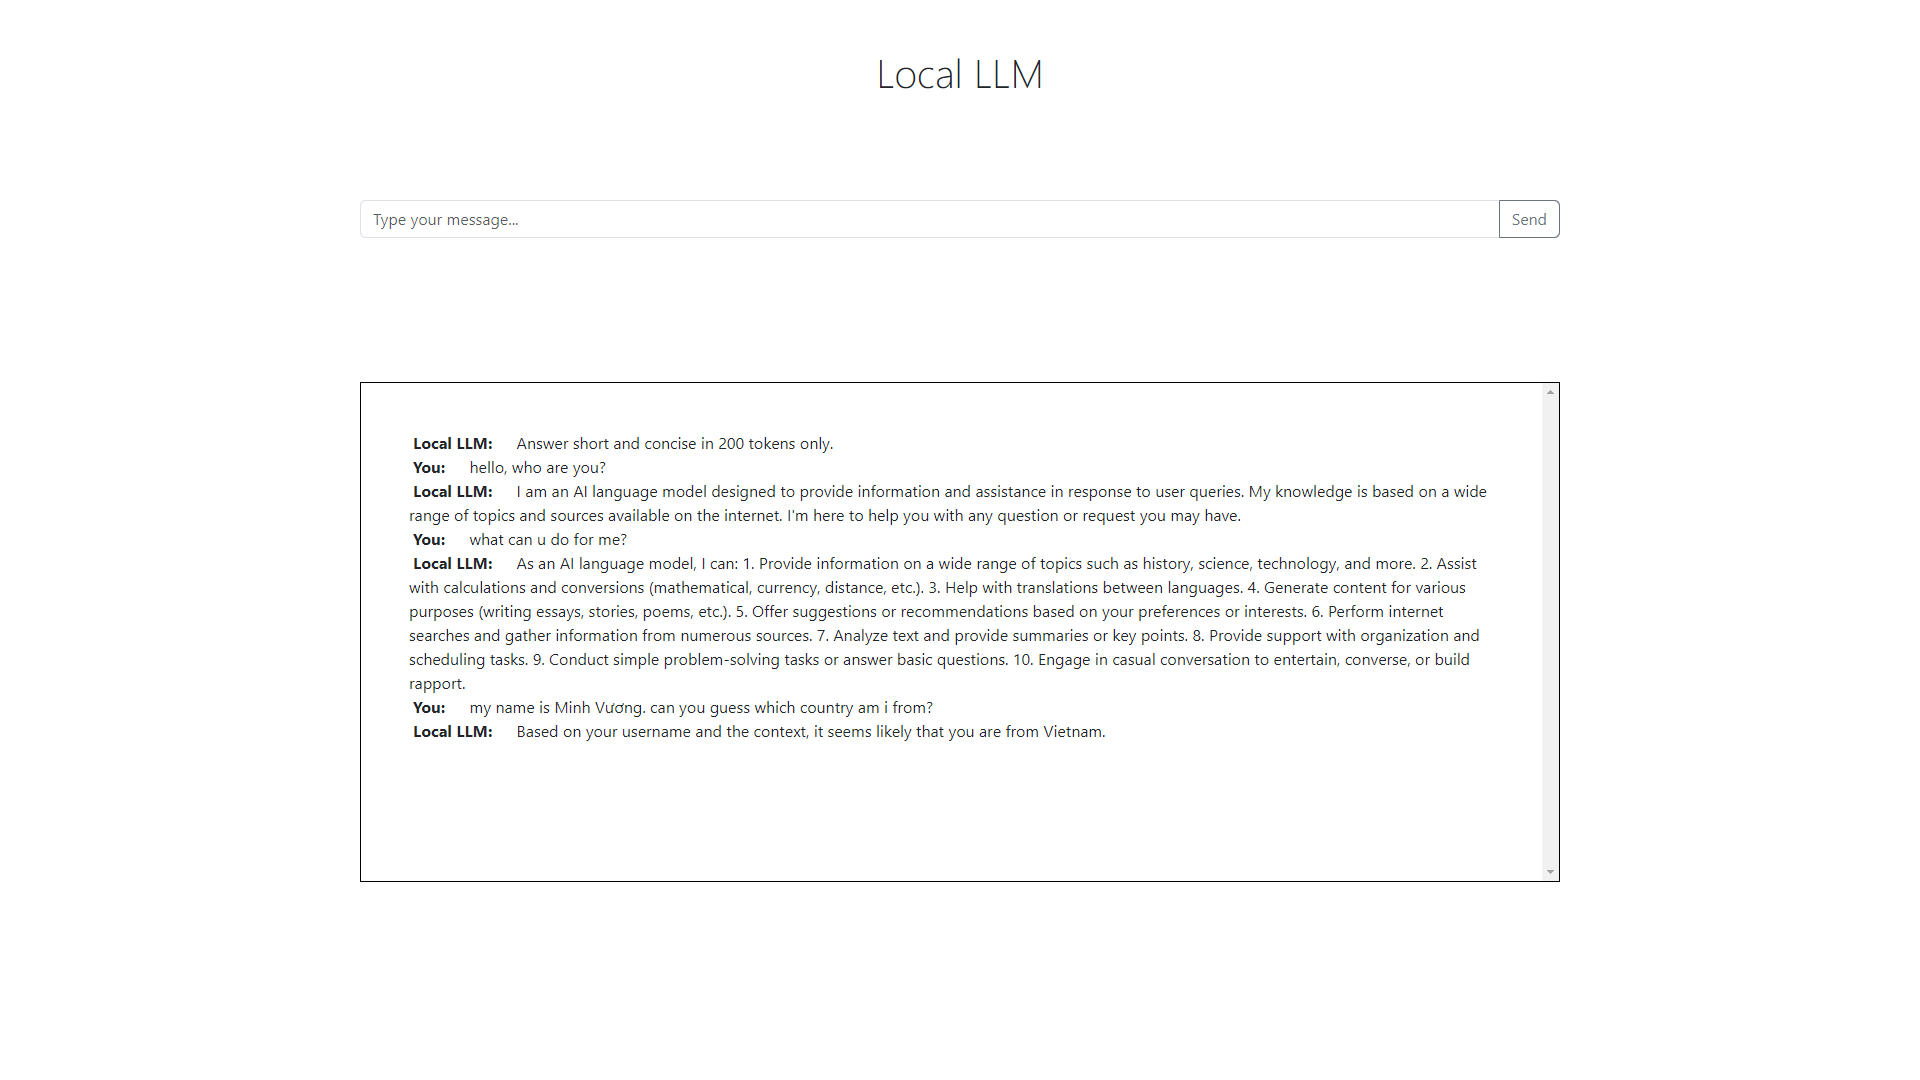 Local LLM
Type your message...
Send
Local LLM: Answer short and concise in 200 tokens only.
You: hello, who are you?
Local LLM: I am an AI language model designed to provide information and assistance in response to user queries. My knowledge is based on a wide
range of topics and sources available on the internet. I'm here to help you with any question or request you may have.
You: what can u do for me?
Local LLM: As an AI language model, I can: 1. Provide information on a wide range of topics such as history, science, technology, and more. 2. Assist
with calculations and conversions (mathematical, currency, distance, etc.). 3. Help with translations between languages. 4. Generate content for various
purposes (writing essays, stories, poems, etc.). 5. Offer suggestions or recommendations based on your preferences or interests. 6. Perform internet
searches and gather information from numerous sources. 7. Analyze text and provide summaries or key points. 8. Provide support with organization and
scheduling tasks. 9. Conduct simple problem-solving tasks or answer basic questions. 10. Engage in casual conversation to entertain, converse, or build
rapport.
You: my name is Minh Vương. can you guess which country am i from?
Local LLM: Based on your username and the context, it seems likely that you are from Vietnam.